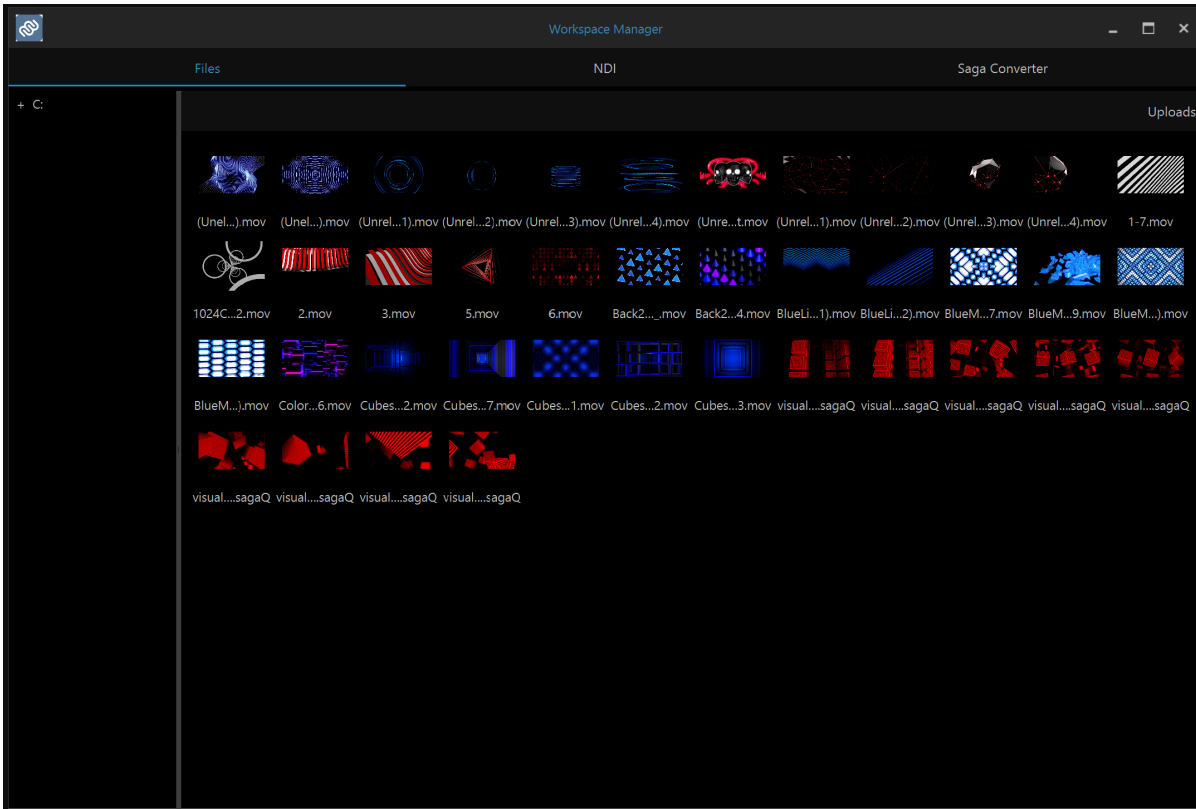 Workspace Manager
Files NDI Saga Converter
+ C:
Uploads
(Unel...).mov (Unel...).mov (Unrel...1).mov (Unrel...2).mov (Unrel...3).mov (Unrel...4).mov (Unre...t.mov (Unrel...1).mov (Unrel...2).mov (Unrel...3).mov (Unrel...4).mov 1-7.mov
1024C...2.mov 2.mov 3.mov 5.mov 6.mov Back2..._.mov Back2...4.mov BlueLi...1).mov BlueLi...2).mov BlueM...7.mov BlueM...9.mov BlueM...).mov
BlueM...).mov Color...6.mov Cubes...2.mov Cubes...7.mov Cubes...1.mov Cubes...2.mov Cubes...3.mov visual....sagaQ visual....sagaQ visual....sagaQ visual....sagaQ visual....sagaQ
visual....sagaQ visual....sagaQ visual....sagaQ visual....sagaQ